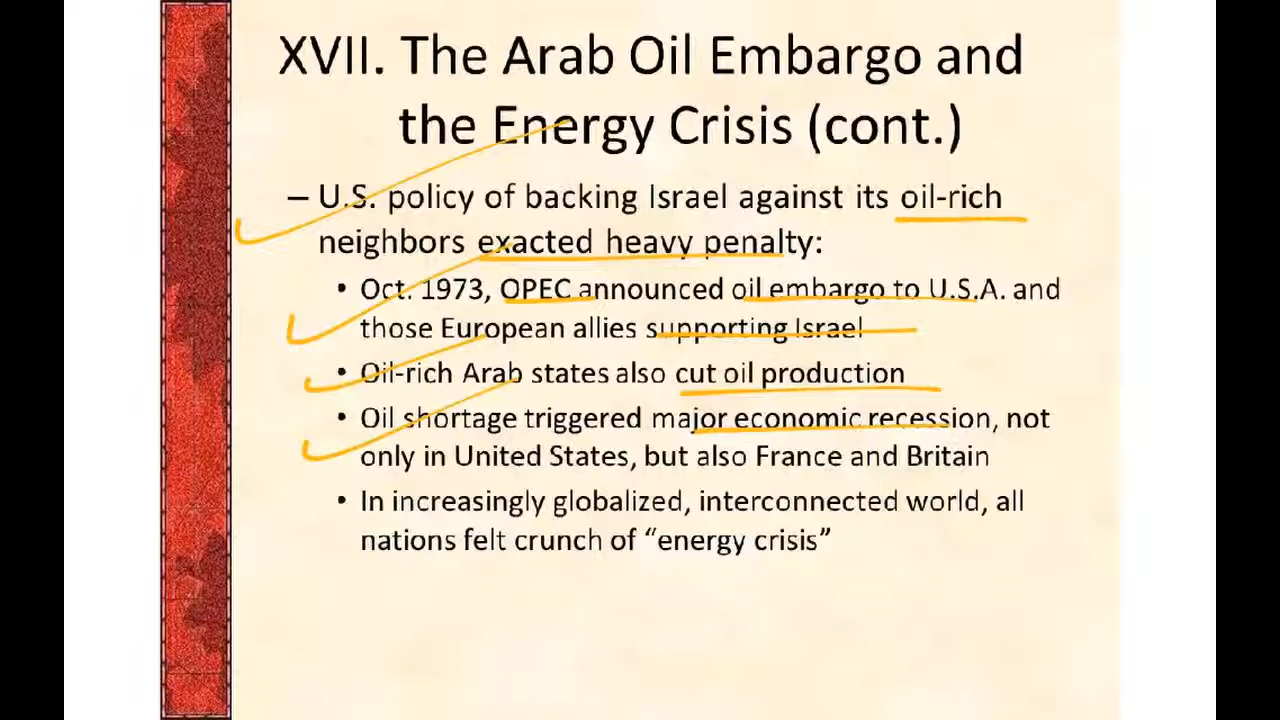 XVII. The Arab Oil Embargo and
the Energy Crisis (cont.)
– U.S. policy of backing Israel against its oil-rich
neighbors exacted heavy penalty:
• Oct. 1973, OPEC announced oil embargo to U.S.A. and
those European allies supporting Israel
• Oil-rich Arab states also cut oil production
• Oil shortage triggered major economic recession, not
only in United States, but also France and Britain
• In increasingly globalized, interconnected world, all
nations felt crunch of “energy crisis”